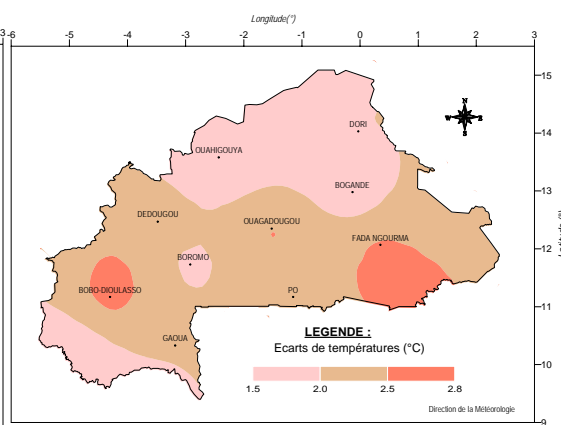 Longitude(°)
3 -6 -5 -4 -3 -2 -1 0 1 2 3
15
N
W E
S
DORI
14
OUAHIGOUYA
BOGANDE
13
DEDOUGOU
OUAGADOUGOU
FADA NGOURMA
12
BOROMO
BOBO-DIOULASSO
PO
11
LEGENDE :
GAOUA
Ecarts de températures (°C)
10
1.5 2.0 2.5 2.8
Direction de la Météorologie
9